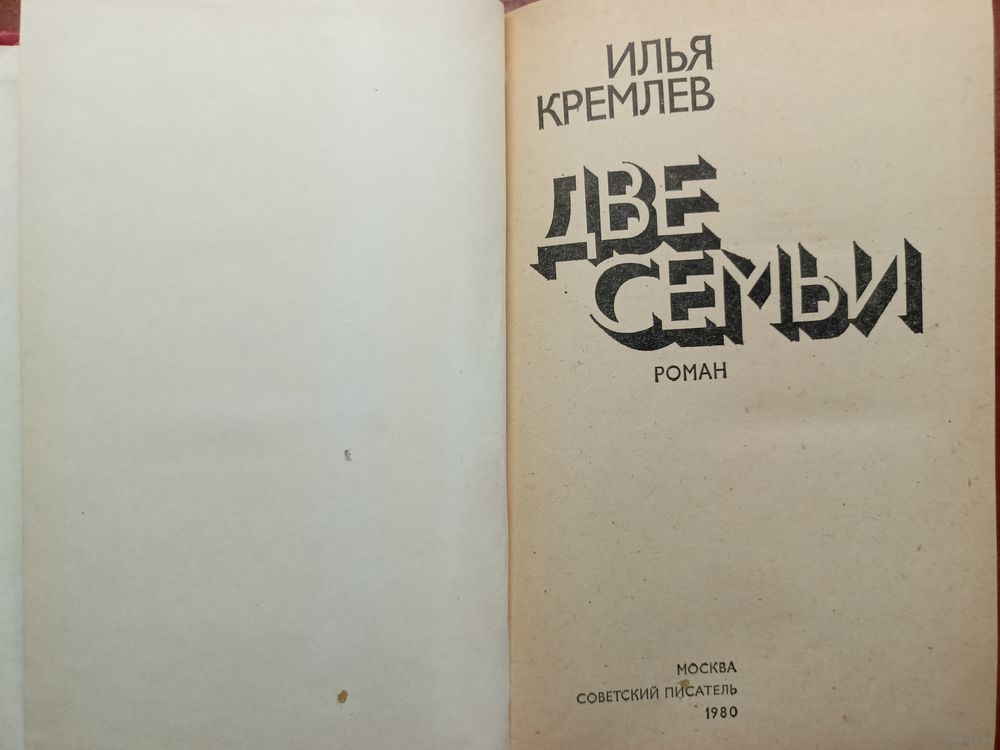 ИЛЬЯ
КРЕМЛЕВ
ДВЕ
СЕМЬИ
РОМАН
МОСКВА
СОВЕТСКИЙ ПИСАТЕЛЬ
1980